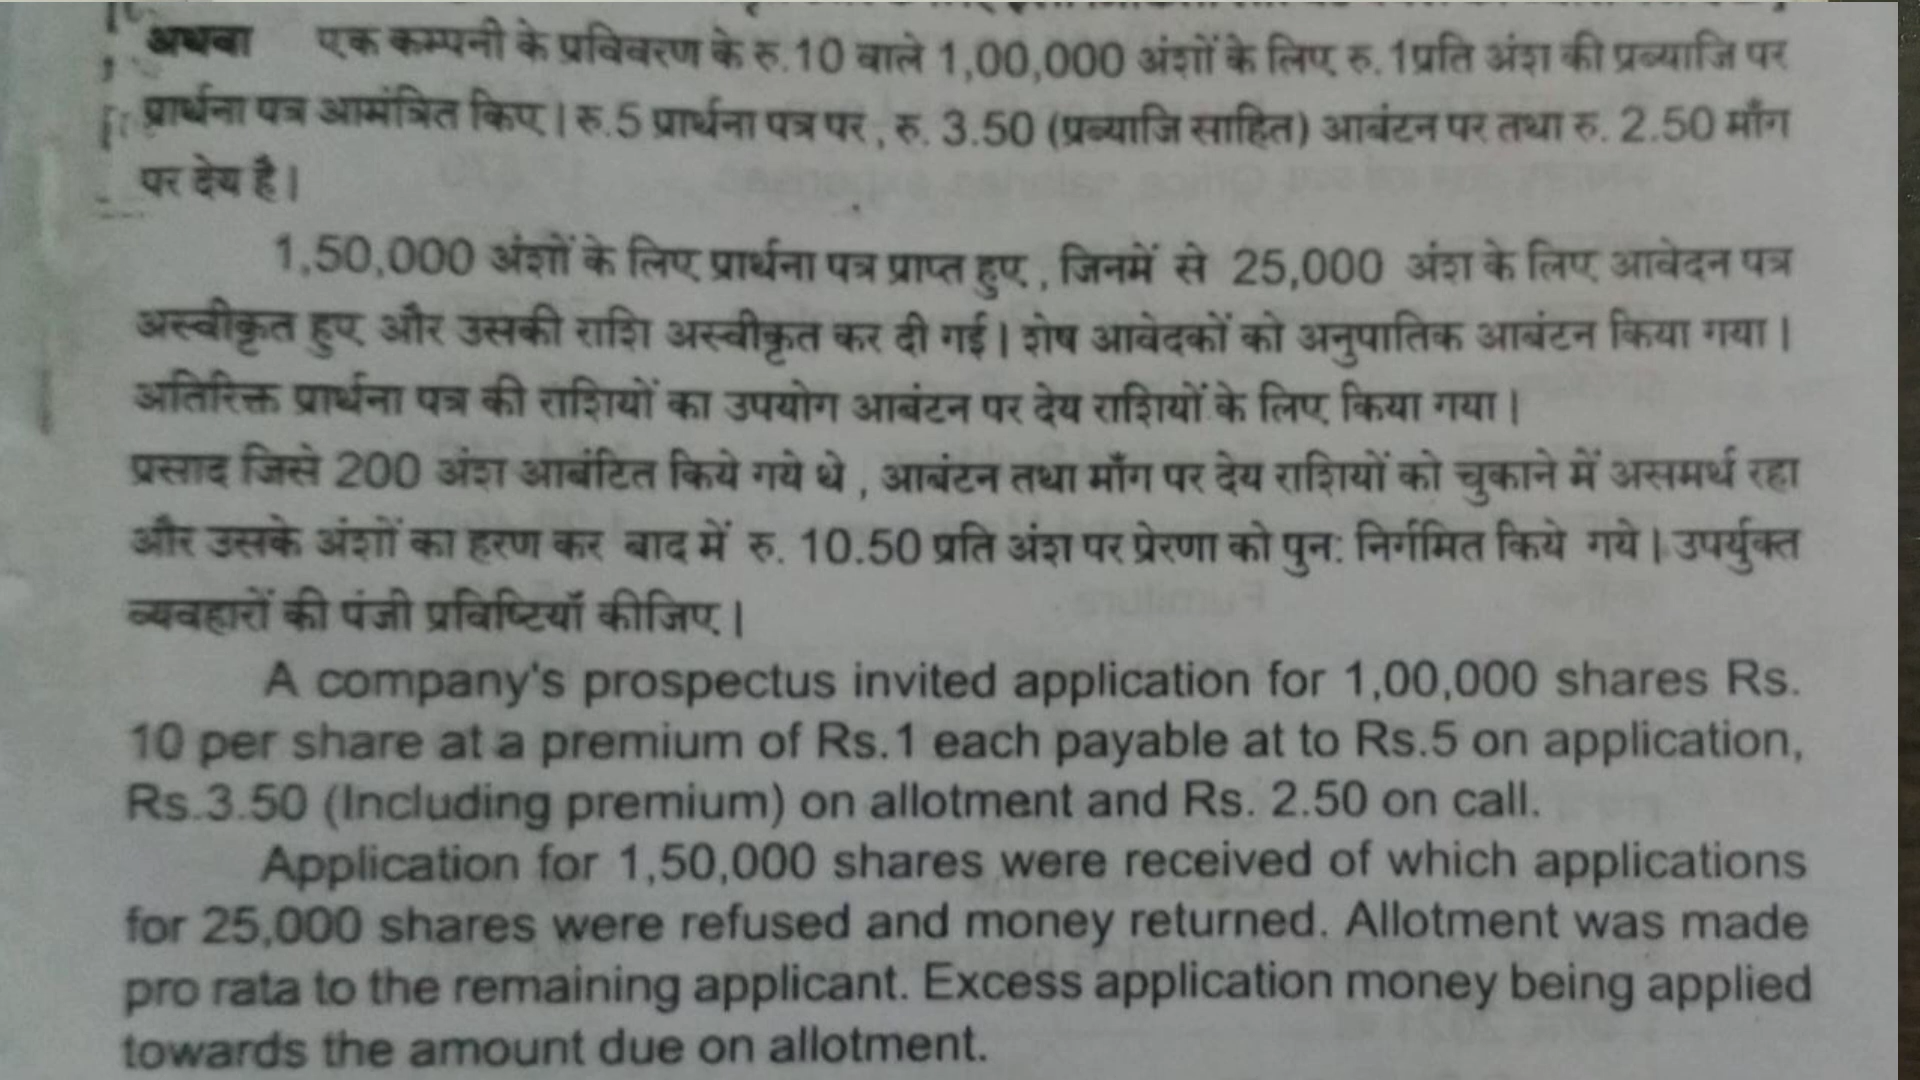 अथवा एक कम्पनी के प्रविवरण के रु.10 वाले 1,00,000 अंशों के लिए रु. 1प्रति अंश की प्रव्याजि पर
प्रार्थना पत्र आमंत्रित किए। रु.5 प्रार्थना पत्र पर, रु. 3.50 (प्रव्याजि साहित) आबंटन पर तथा रु. 2.50 माँग
पर देय है।
1,50,000 अंशों के लिए प्रार्थना पत्र प्राप्त हुए, जिनमें से 25,000 अंश के लिए आवेदन पत्र
अस्वीकृत हुए और उसकी राशि अस्वीकृत कर दी गई। शेष आवेदकों को अनुपातिक आबंटन किया गया।
अतिरिक्त प्रार्थना पत्र की राशियों का उपयोग आबंटन पर देय राशियों के लिए किया गया।
प्रसाद जिसे 200 अंश आबंटित किये गये थे, आबंटन तथा माँग पर देय राशियों को चुकाने में असमर्थ रहा
और उसके अंशों का हरण कर बाद में रु. 10.50 प्रति अंश पर प्रेरणा को पुन: निर्गमित किये गये। उपर्युक्त
व्यवहारों की पंजी प्रविष्टियाँ कीजिए।
A company's prospectus invited application for 1,00,000 shares Rs.
10 per share at a premium of Rs.1 each payable at to Rs.5 on application,
Rs.3.50 (Including premium) on allotment and Rs. 2.50 on call.
Application for 1,50,000 shares were received of which applications
for 25,000 shares were refused and money returned. Allotment was made
pro rata to the remaining applicant. Excess application money being applied
towards the amount due on allotment.